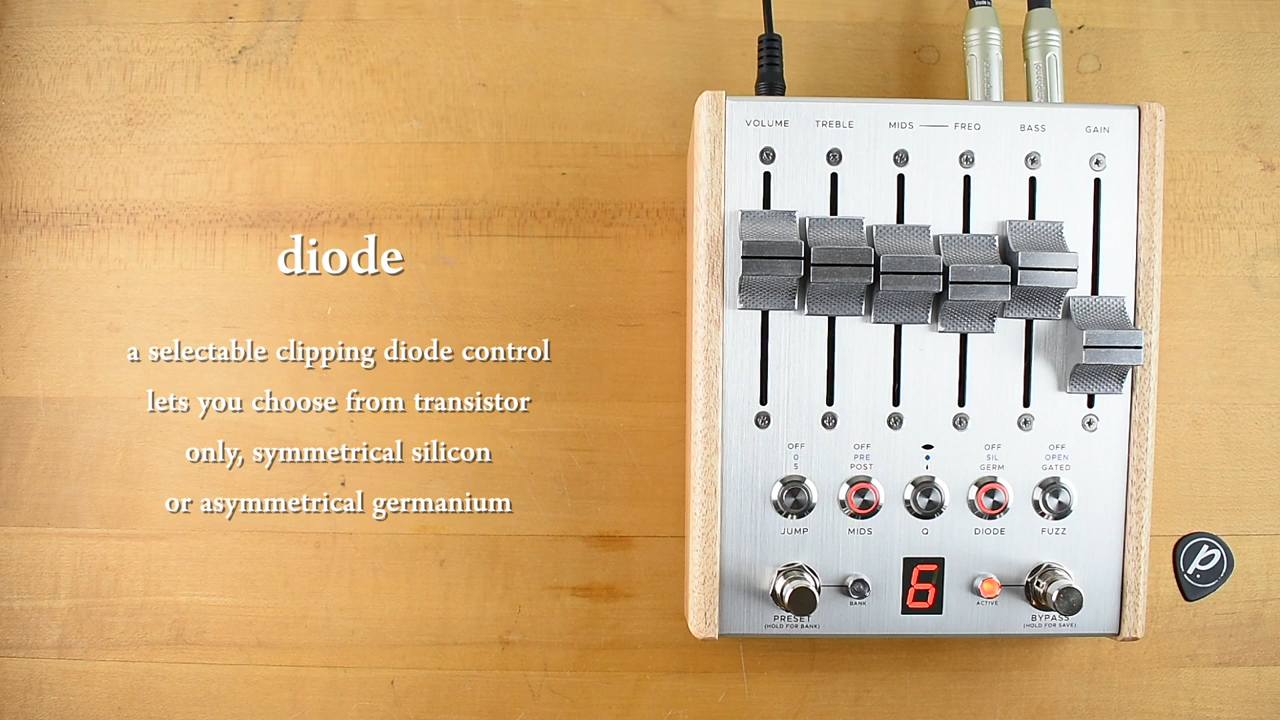 diode
a selectable clipping diode control
lets you choose from transistor
only, symmetrical silicon
or asymmetrical germanium
VOLUME TREBLE MIDS FREQ BASS GAIN
OFF OFF OFF OFF
0 PRE SIL OPEN
5 POST GERM GATED
JUMP MIDS Q DIODE FUZZ
6
BANK ACTIVE
PRESET BYPASS
(HOLD FOR BANK) (HOLD FOR SAVE)
p.